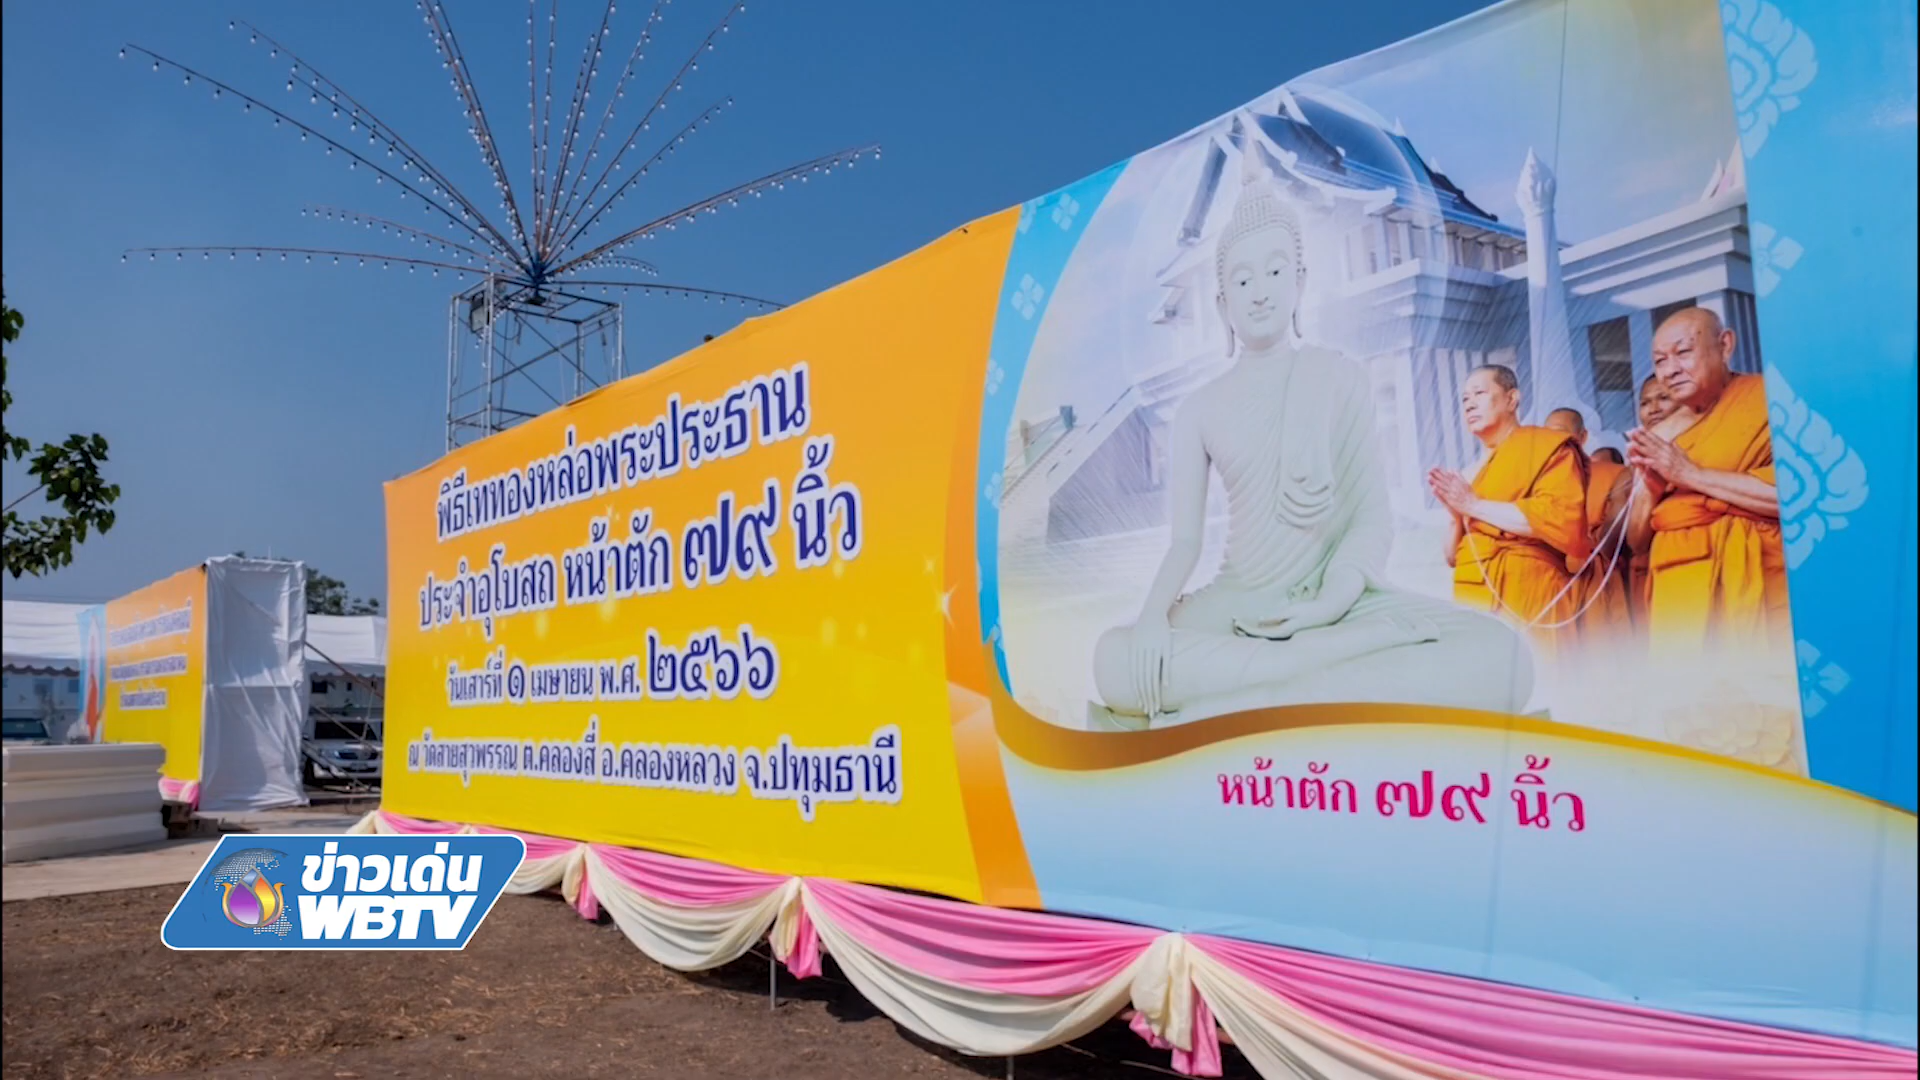 พิธีเททองหล่อพระประธาน
ประจำอุโบสถ หน้าตัก ๗๙ นิ้ว
วันเสาร์ที่ ๑ เมษายน พ.ศ. ๒๕๖๖
ณ วัดสายสุวพรรณ ต.คลองสี่ อ.คลองหลวง จ.ปทุมธานี
หน้าตัก ๗๙ นิ้ว
ข่าวเด่น
WBTV